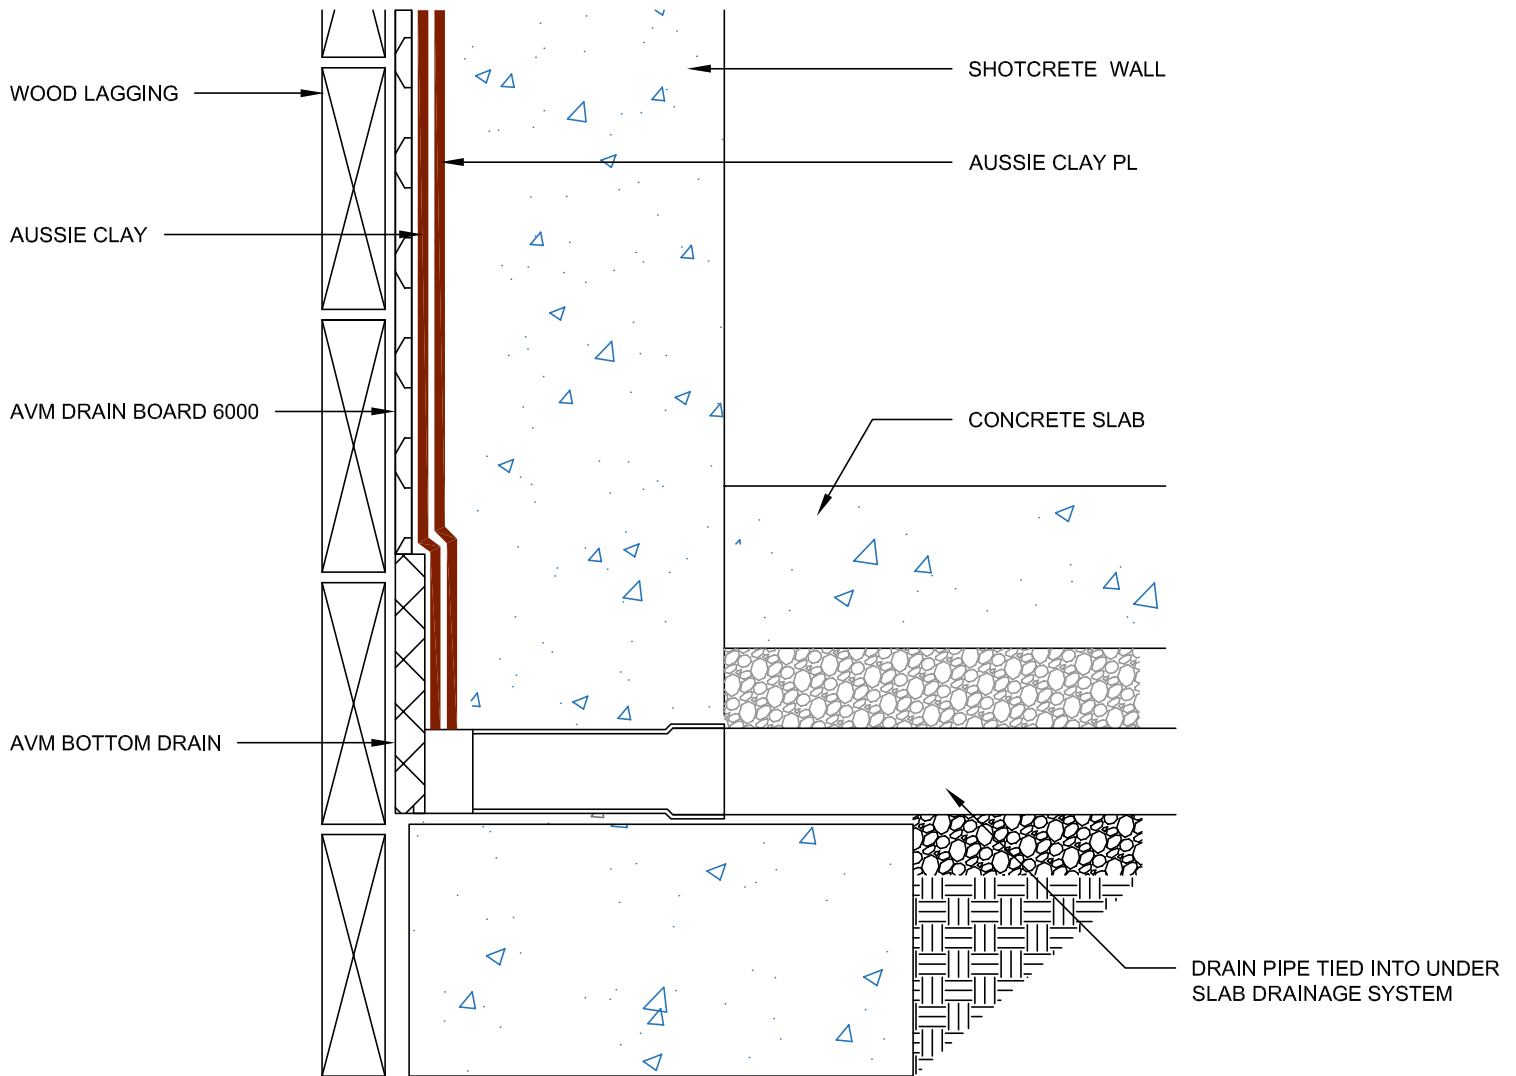 WOOD LAGGING
SHOTCRETE WALL
AUSSIE CLAY PL
AUSSIE CLAY
AVM DRAIN BOARD 6000
CONCRETE SLAB
AVM BOTTOM DRAIN
DRAIN PIPE TIED INTO UNDER
SLAB DRAINAGE SYSTEM